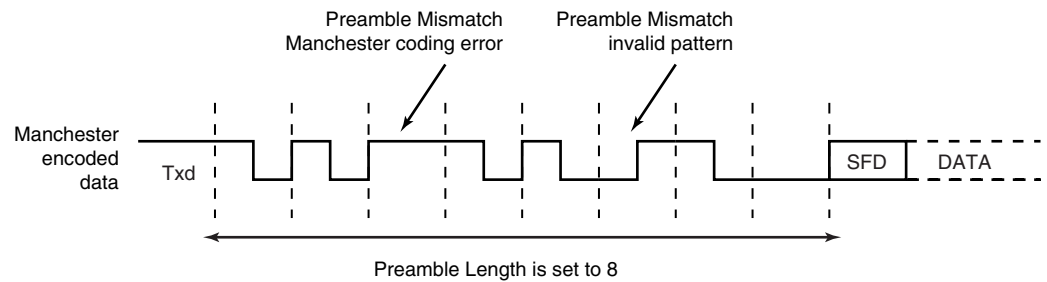 Preamble Mismatch
Manchester coding error
Preamble Mismatch
invalid pattern
Manchester
encoded
data
Txd
SFD
DATA
Preamble Length is set to 8